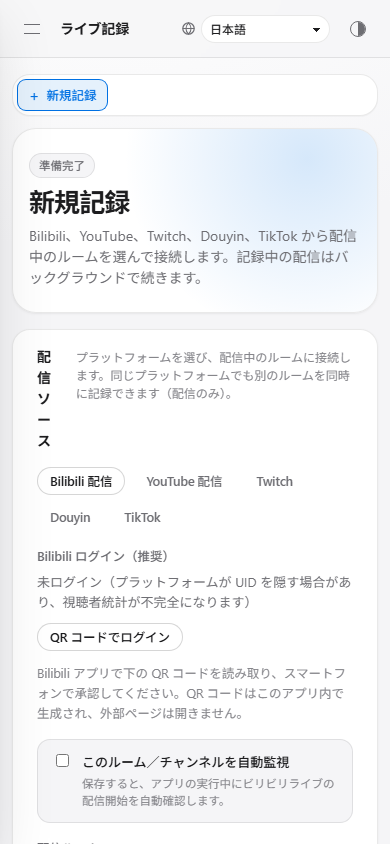 ライブ記録
日本語
+ 新規記録
準備完了
新規記録
Bilibili、YouTube、Twitch、Douyin、TikTok から配信
中のルームを選んで接続します。記録中の配信はバ
ックグラウンドで続きます。
配
信
ソ
ー
ス
プラットフォームを選び、配信中のルームに接続し
ます。同じプラットフォームでも別のルームを同時
に記録できます（配信のみ）。
Bilibili 配信 YouTube 配信 Twitch
Douyin TikTok
Bilibili ログイン（推奨）
未ログイン（プラットフォームが UID を隠す場合があ
り、視聴者統計が不完全になります）
QR コードでログイン
Bilibili アプリで下の QR コードを読み取り、スマートフ
ォンで承認してください。QR コードはこのアプリ内で
生成され、外部ページは開きません。
このルーム／チャンネルを自動監視
保存すると、アプリの実行中にビリビリライブの
配信開始を自動確認します。